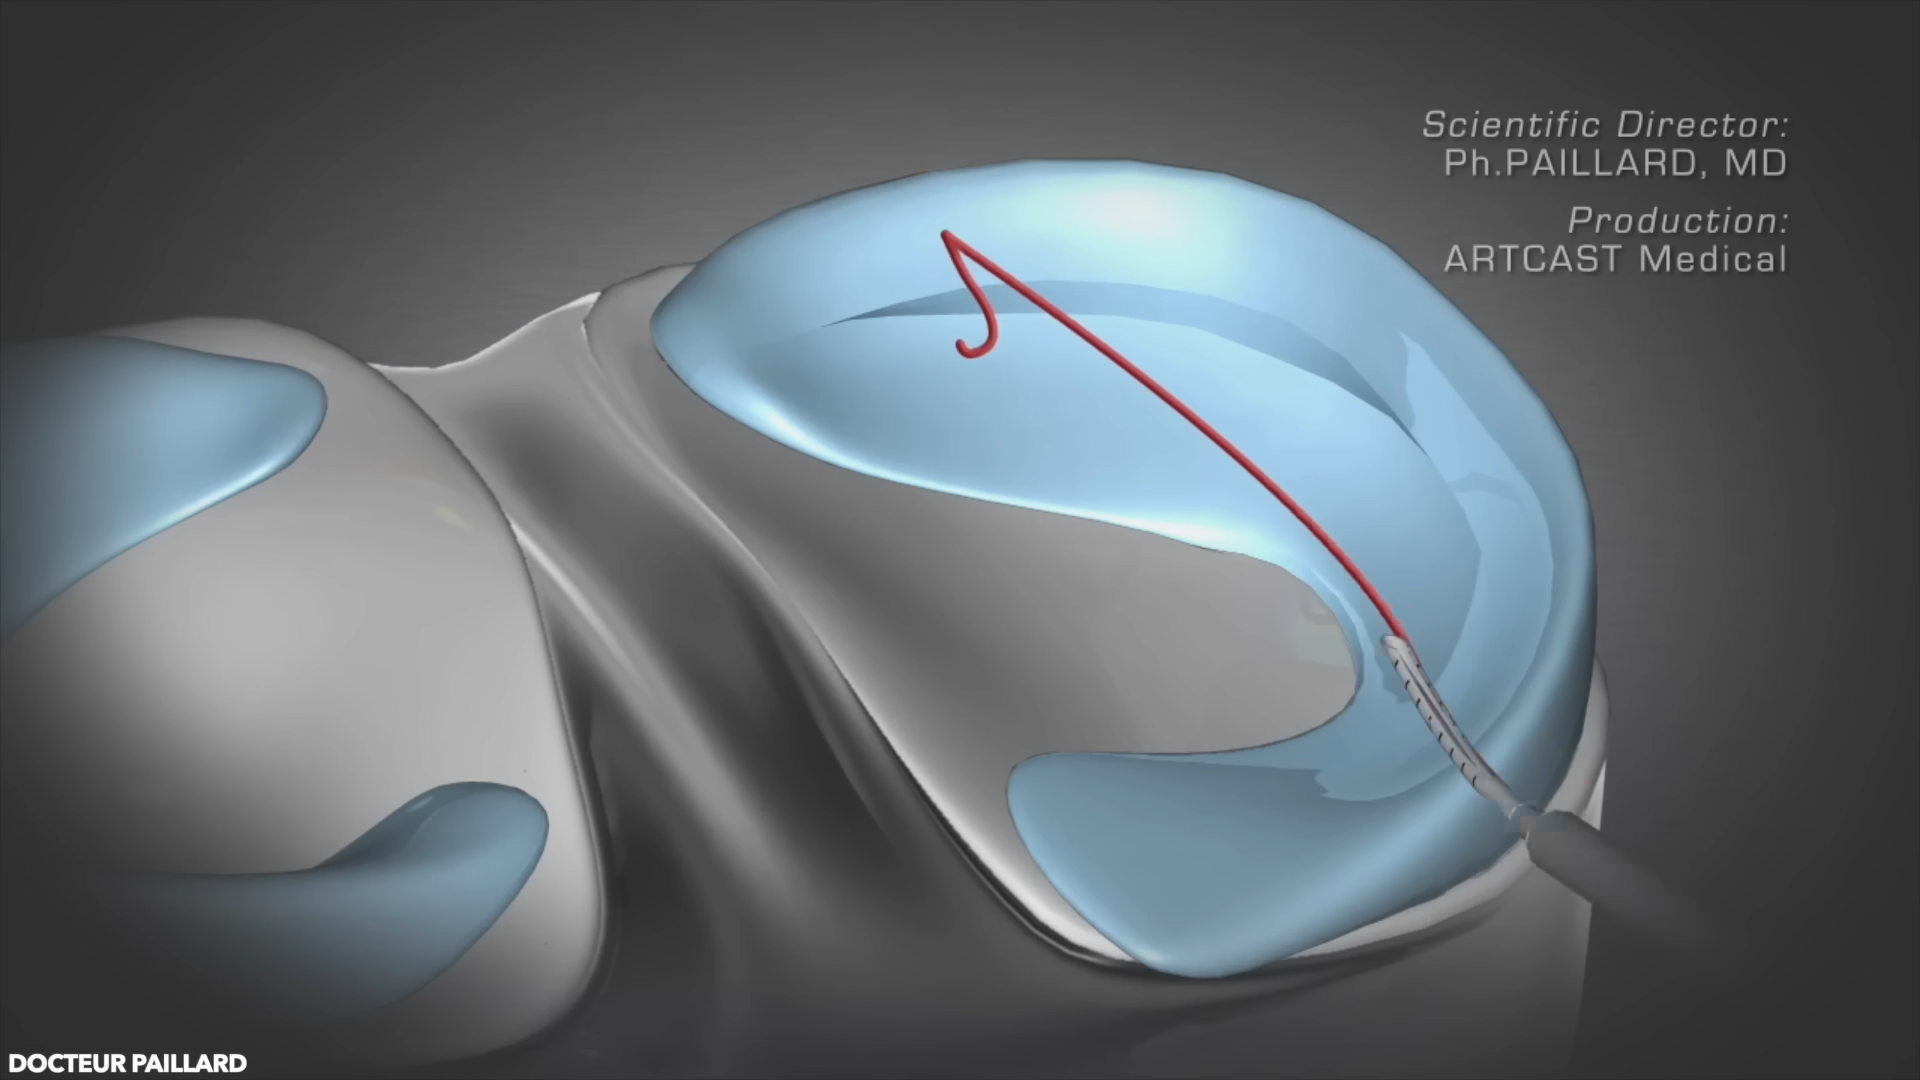 Scientific Director:
Ph.PAILLARD, MD
Production:
ARTCAST Medical
DOCTEUR PAILLARD